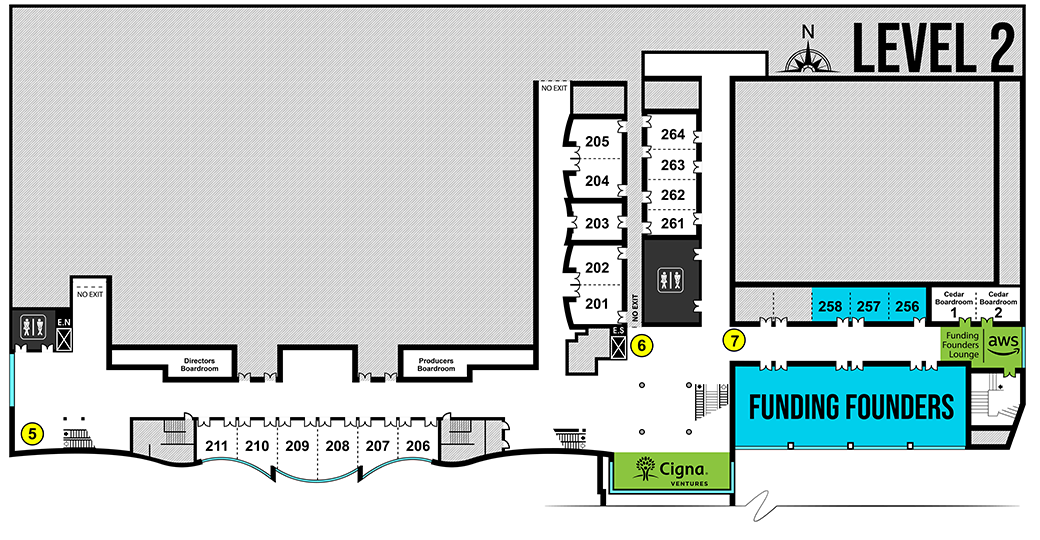 N
LEVEL 2
NO EXIT
205
204
203
202
201
264
263
262
261
NO EXIT
NO EXIT
E.N
E.S
6
7
5
258
257
256
Cedar
Boardroom
1
Cedar
Boardroom
2
Funding
Founders
Lounge
aws
Directors
Boardroom
Producers
Boardroom
FUNDING FOUNDERS
211
210
209
208
207
206
Cigna.
VENTURES